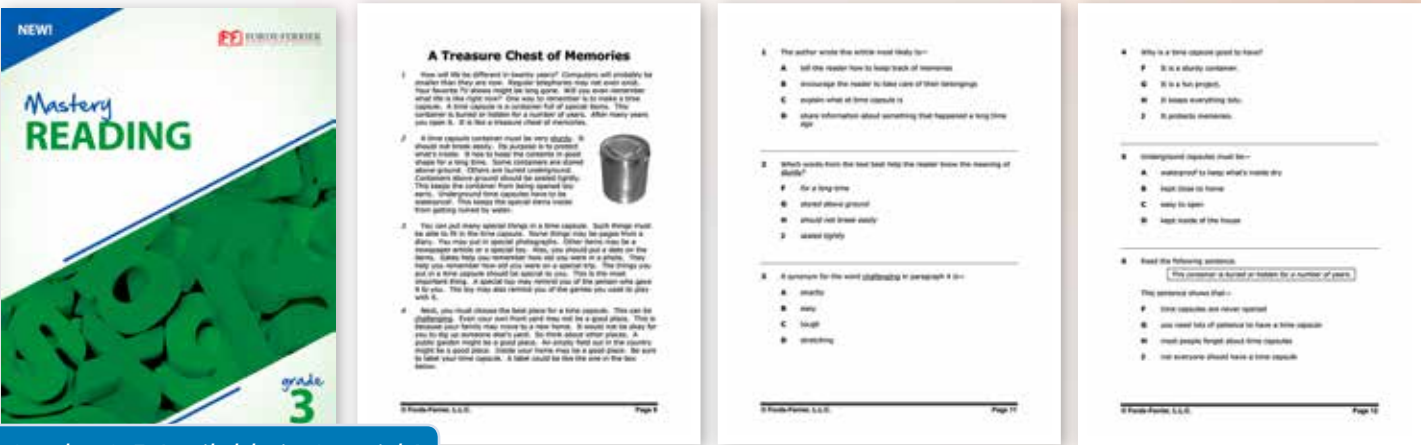 NEW!
FORDE-FERRIER
Mastery
READING
grade
3
A Treasure Chest of Memories
1 How will life be different in twenty years? Computers will probably be
smaller than they are now. Regular telephones may not even exist.
Your favorite TV shows might be long gone. Will you even remember
what life is like right now? One way to remember is to make a time
capsule. A time capsule is a container full of special items. This
container is buried or hidden for a number of years. After many years
you open it. It is like a treasure chest of memories.
2 A time capsule container must be very sturdy. It
should not break easily. Its purpose is to protect
what's inside. It has to keep the contents in good
shape for a long time. Some containers are stored
above ground. Others are buried underground.
Containers above ground should be sealed tightly.
This keeps the container from being opened too
early. Underground time capsules have to be
waterproof. This keeps the special items inside
from getting ruined by water.
3 You can put many special things in a time capsule. Such things must
be able to fit in the time capsule. Some things may be pages from a
diary. You may put in special photographs. Other items may be a
newspaper article or a special toy. Also, you should put a date on the
items. Dates help you remember how old you were in a photo. They
help you remember how old you were on a special trip. The things you
put in a time capsule should be special to you. This is the most
important thing. A special toy may remind you of the person who gave
it to you. The toy may also remind you of the games you used to play
with it.
4 Next, you must choose the best place for a time capsule. This can be
challenging. Even your own front yard may not be a good place. This is
because your family may move to a new home. It would not be okay for
you to dig up someone else's yard. So think about other places. A
public garden might be a good place. An empty field out in the country
might be a good place. Inside your home may be a good place. Be sure
to label your time capsule. A label could be like the one in the box
below.
© Forde-Ferrier, L.L.C. Page 9
1 The author wrote this article most likely to—
A tell the reader how to keep track of memories
B encourage the reader to take care of their belongings
C explain what at time capsule is
D share information about something that happened a long time
ago
2 Which words from the text best help the reader know the meaning of
sturdy?
F for a long time
G stored above ground
H should not break easily
J sealed tightly
3 A synonym for the word challenging in paragraph 4 is—
A
B easy
C tough
D stretching
© Forde-Ferrier, L.L.C. Page 11
4 Why is a time capsule good to have?
F It is a sturdy container.
G It is a fun project.
H It keeps everything tidy.
J It protects memories.
5 Underground capsules must be—
A waterproof to keep what's inside dry
B kept close to home
C easy to open
D kept inside of the house
6 Read the following sentence.
This container is buried or hidden for a number of years.
This sentence shows that—
F time capsules are never opened
G you need lots of patience to have a time capsule
H most people forget about time capsules
J not everyone should have a time capsule
© Forde-Ferrier, L.L.C. Page 12